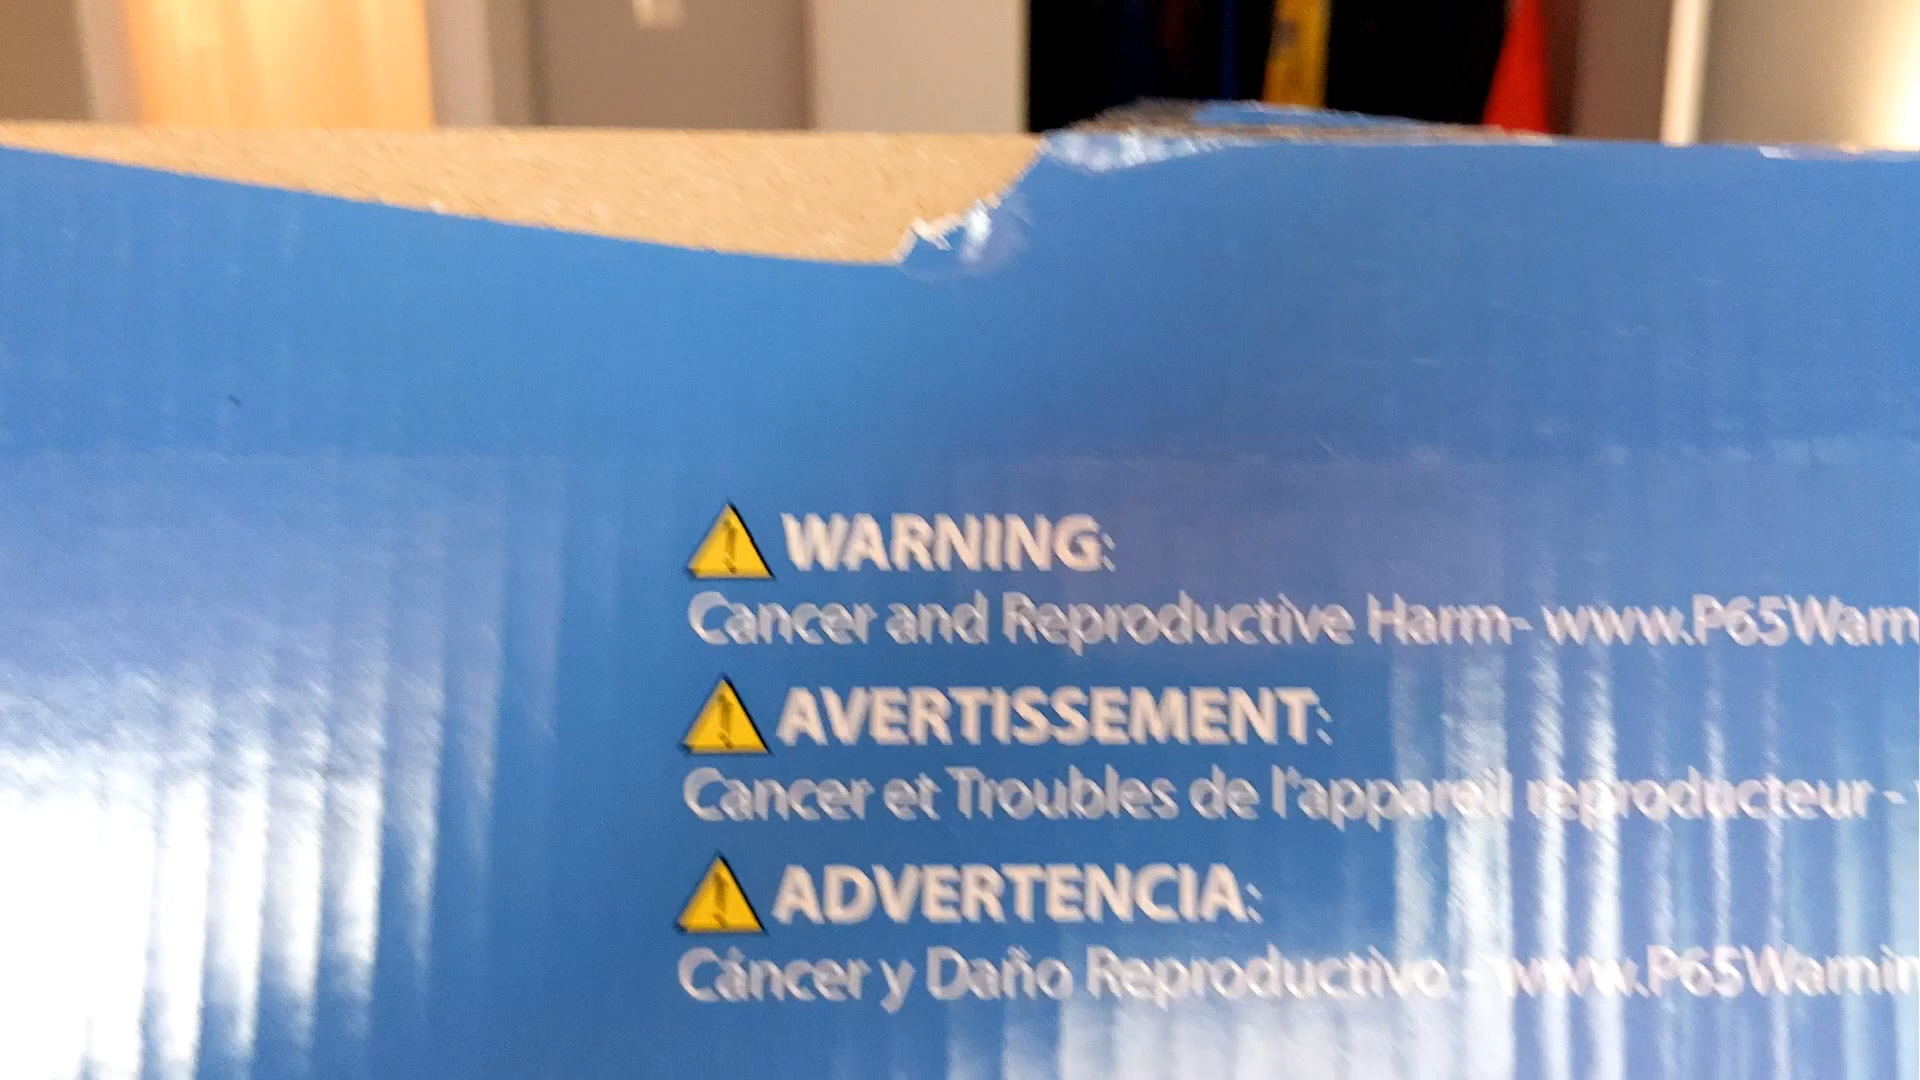 WARNING:
Cancer and Reproductive Harm- www.P65Warn
AVERTISSEMENT:
Cancer et Troubles de l'appareil reproducteur -
ADVERTENCIA:
Cáncer y Daño Reproductivo - www.P65Warnin